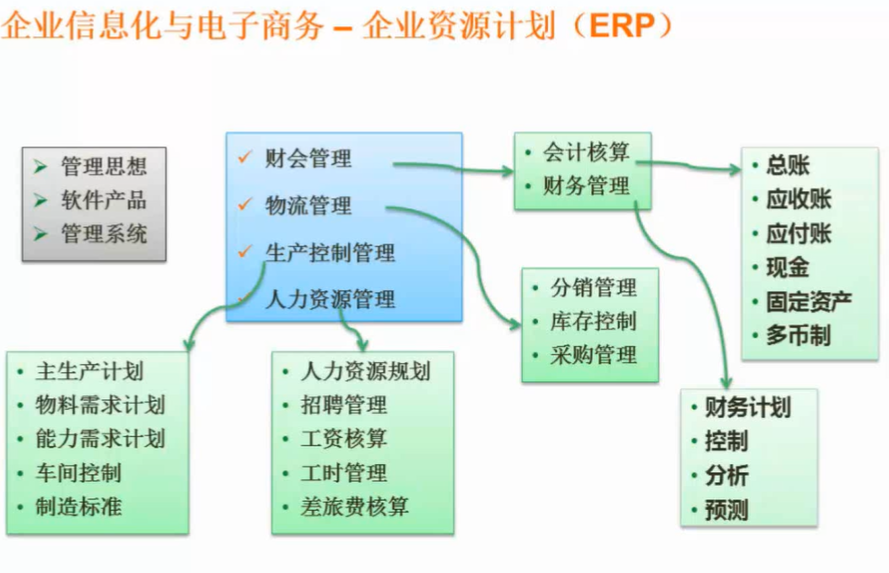 企业信息化与电子商务 – 企业资源计划（ERP）
管理思想
软件产品
管理系统
财会管理
物流管理
生产控制管理
人力资源管理
会计核算
财务管理
总账
应收账
应付账
现金
固定资产
多币制
分销管理
库存控制
采购管理
财务计划
控制
分析
预测
主生产计划
物料需求计划
能力需求计划
车间控制
制造标准
人力资源规划
招聘管理
工资核算
工时管理
差旅费核算